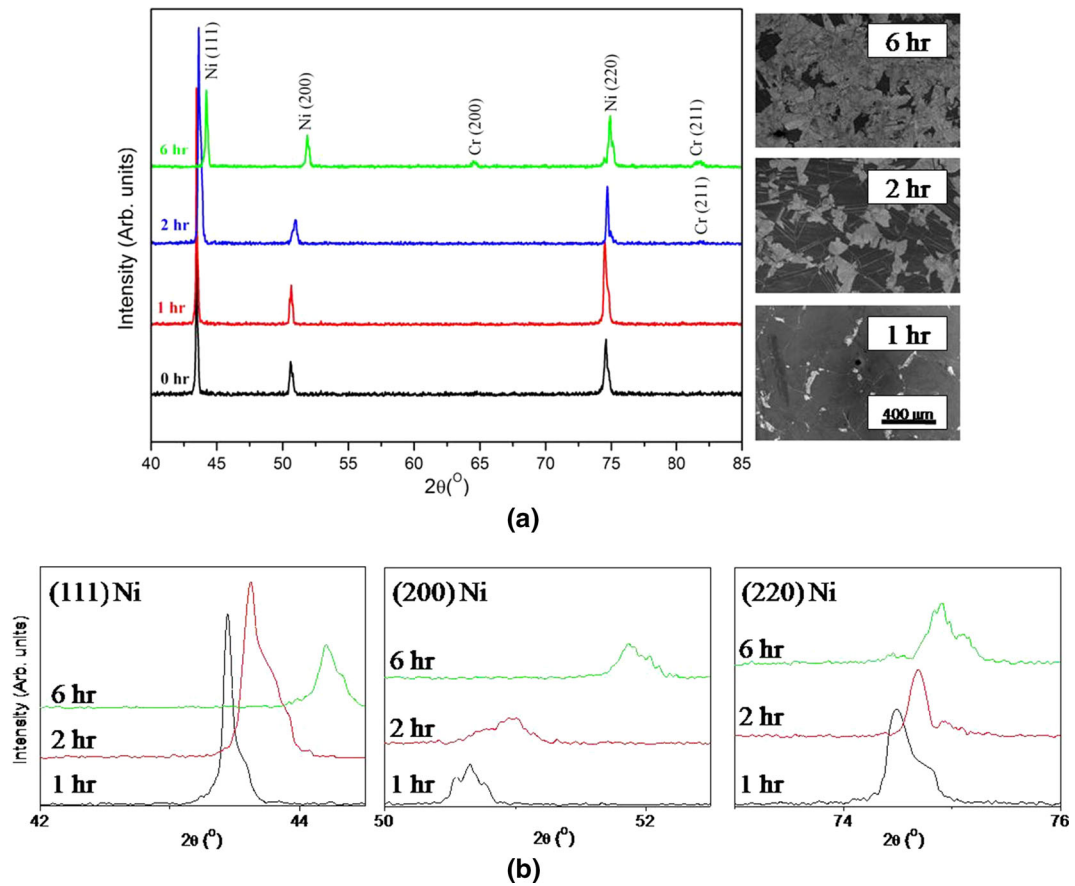 Intensity (Arb. units)
6 hr
2 hr
1 hr
0 hr
Ni (111)
Ni (200)
Cr (200)
Ni (220)
Cr (211)
Cr (211)
40 45 50 55 60 65 70 75 80 85
2θ(O)
6 hr
2 hr
1 hr
400 µm
(a)
Intensity (Arb. units)
(111) Ni
6 hr
2 hr
1 hr
42 44
2θ (O)
(200) Ni
6 hr
2 hr
1 hr
50 52
2θ (O)
(220) Ni
6 hr
2 hr
1 hr
74 76
2θ (O)
(b)